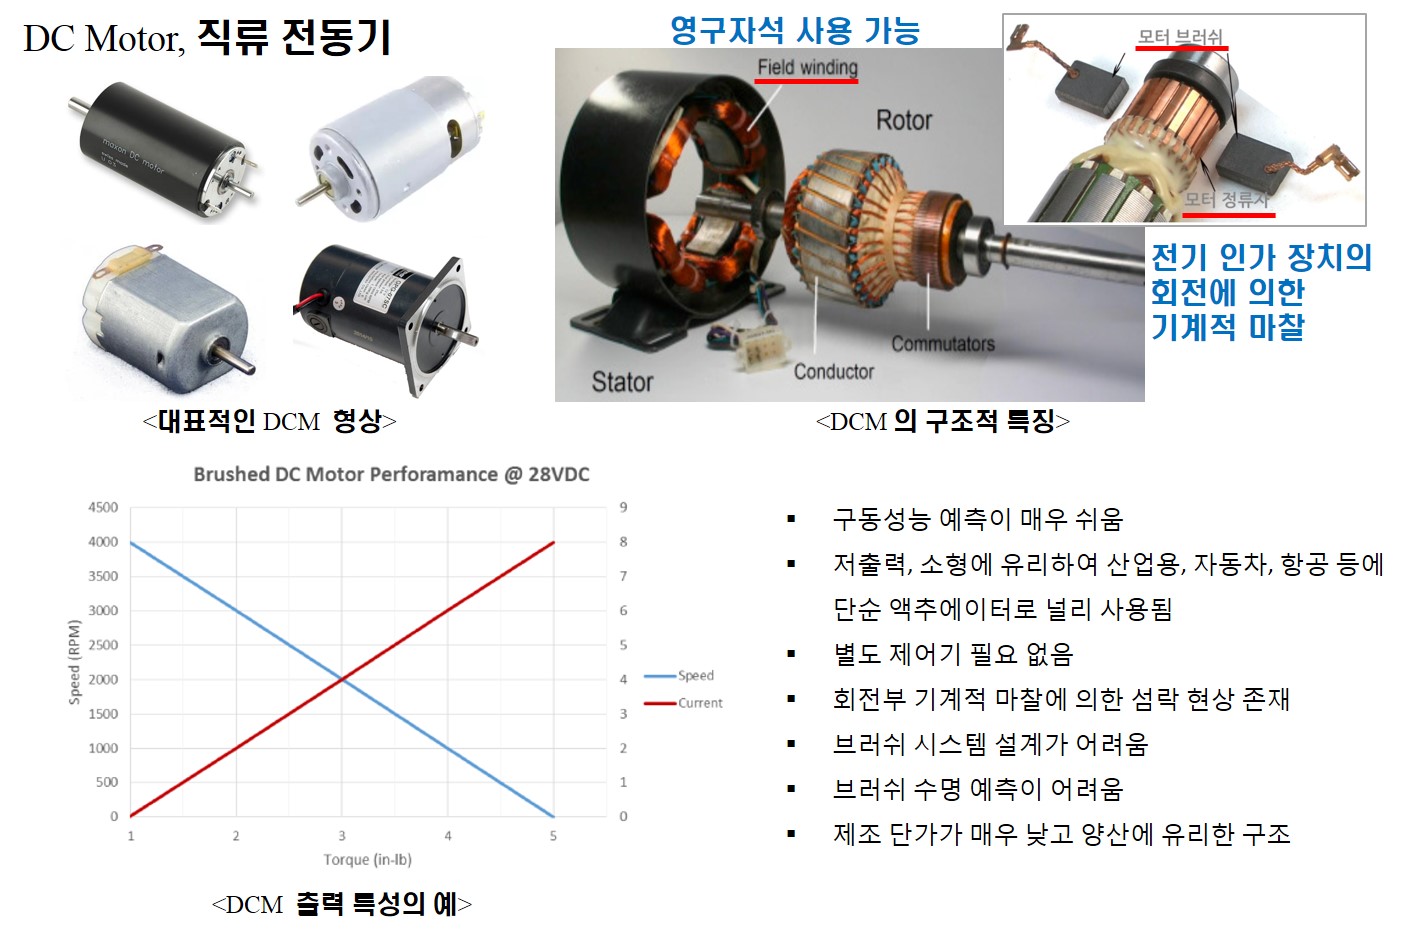 DC Motor, 직류 전동기
maxon DC motor
<대표적인 DCM 형상>
영구자석 사용 가능
Field winding
Rotor
Stator
Conductor
Commutators
모터 브러쉬
모터 정류자
전기 인가 장치의
회전에 의한
기계적 마찰
<DCM 의 구조적 특징>
Brushed DC Motor Perforamance @ 28VDC
4500
4000
3500
3000
2500
2000
1500
1000
500
0
Speed (RPM)
9
8
7
6
5
4
3
2
1
0
1 2 3 4 5
Torque (in-lb)
Speed
Current
<DCM 출력 특성의 예>
▪ 구동성능 예측이 매우 쉬움
▪ 저출력, 소형에 유리하여 산업용, 자동차, 항공 등에
단순 액추에이터로 널리 사용됨
▪ 별도 제어기 필요 없음
▪ 회전부 기계적 마찰에 의한 섬락 현상 존재
▪ 브러쉬 시스템 설계가 어려움
▪ 브러쉬 수명 예측이 어려움
▪ 제조 단가가 매우 낮고 양산에 유리한 구조